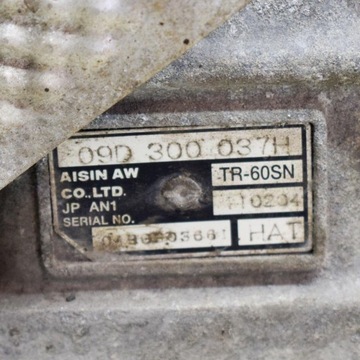 09D 300 037H
AISIN AW TR-60SN
CO.,LTD.
JP AN1
SERIAL NO.
HAT